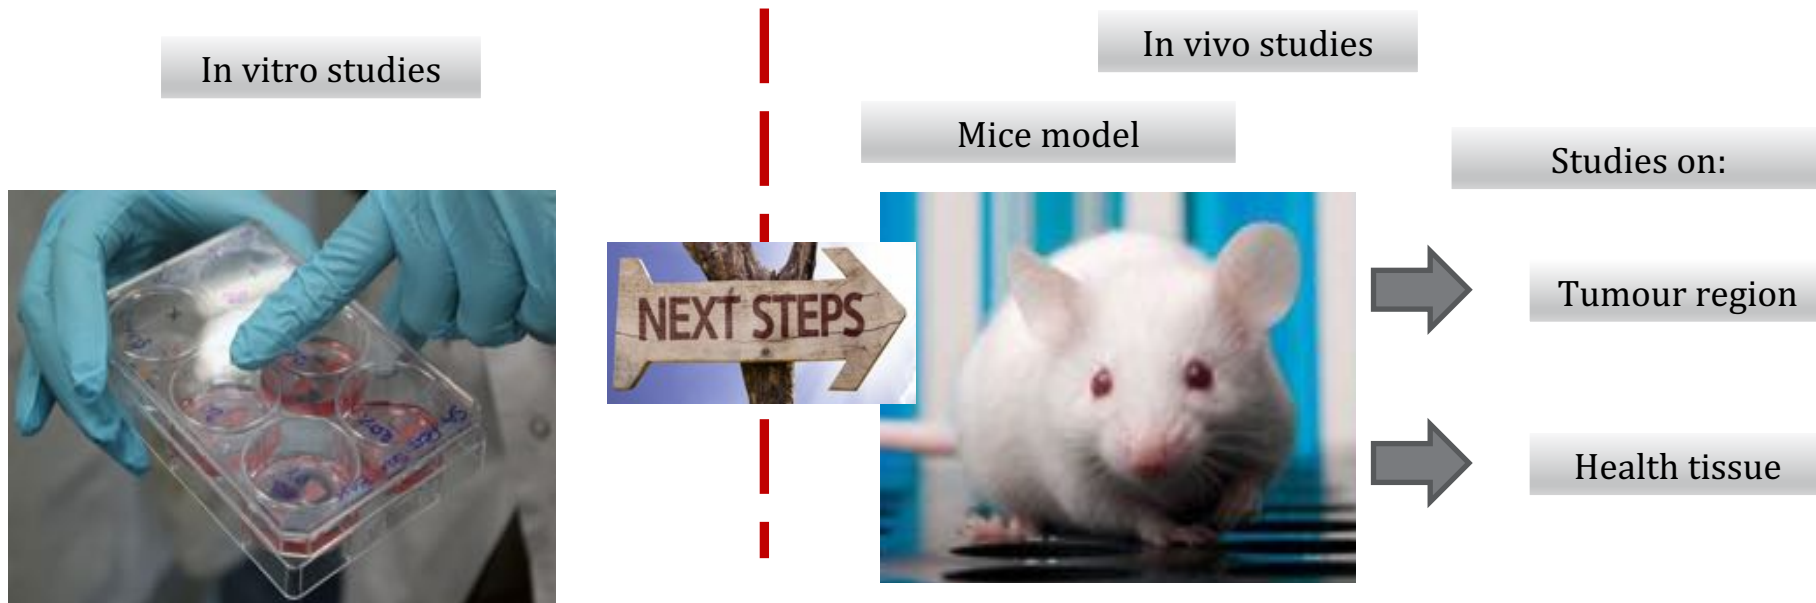 In vitro studies
In vivo studies
Mice model
Studies on:
NEXT STEPS
Tumour region
Health tissue